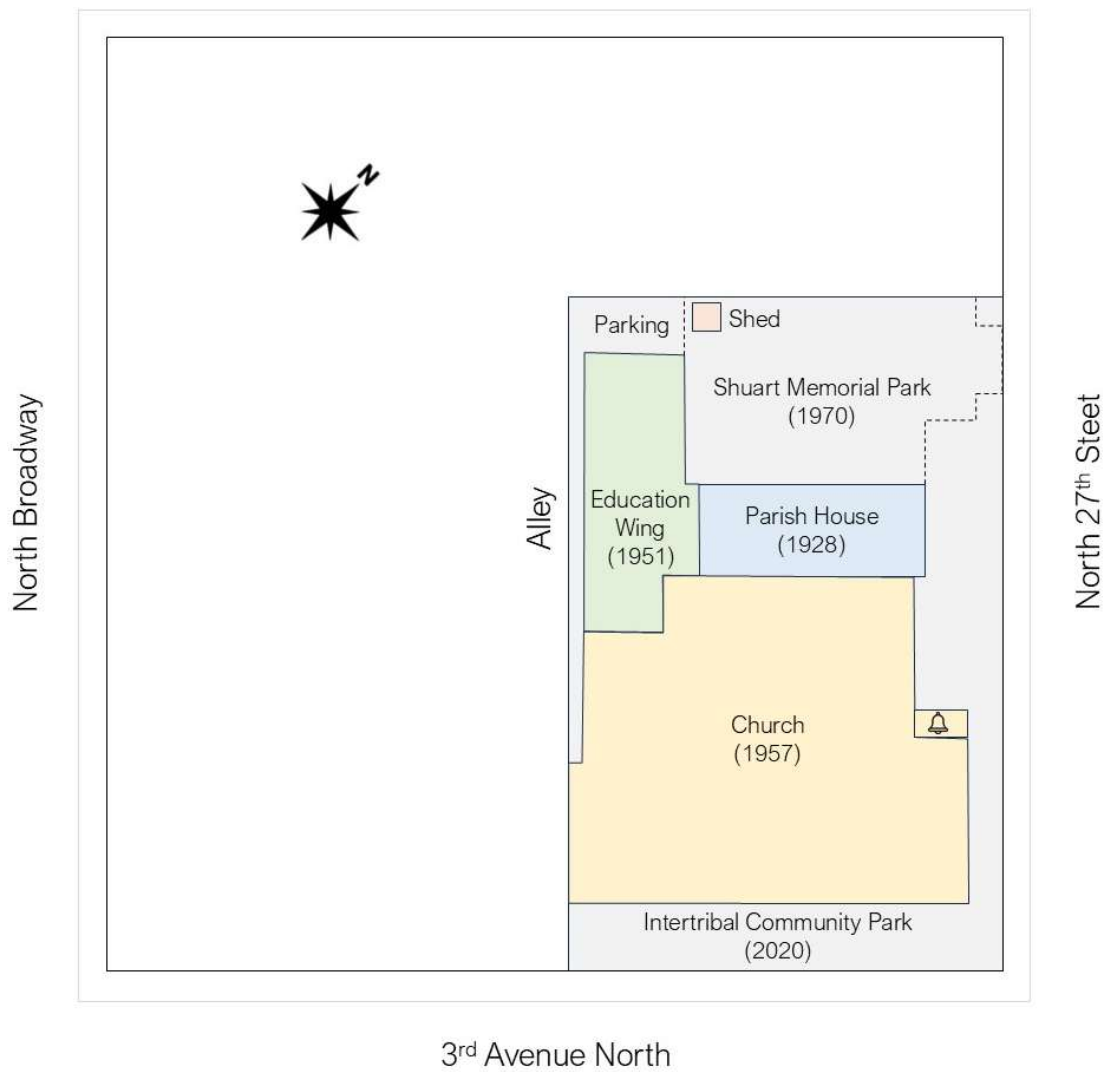 N
Parking
Shed
Shuart Memorial Park
(1970)
North Broadway
Alley
Education
Wing
(1951)
Parish House
(1928)
North 27th Steet
Church
(1957)
Intertribal Community Park
(2020)
3rd Avenue North